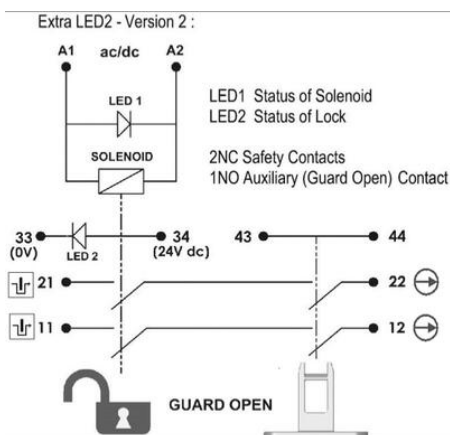 Extra LED2 - Version 2 :
A1 ac/dc A2
LED 1
LED1 Status of Solenoid
LED2 Status of Lock
SOLENOID
2NC Safety Contacts
1NO Auxiliary (Guard Open) Contact
33 34 43 44
(0V) LED 2 (24V dc)
21 22
11 12
GUARD OPEN